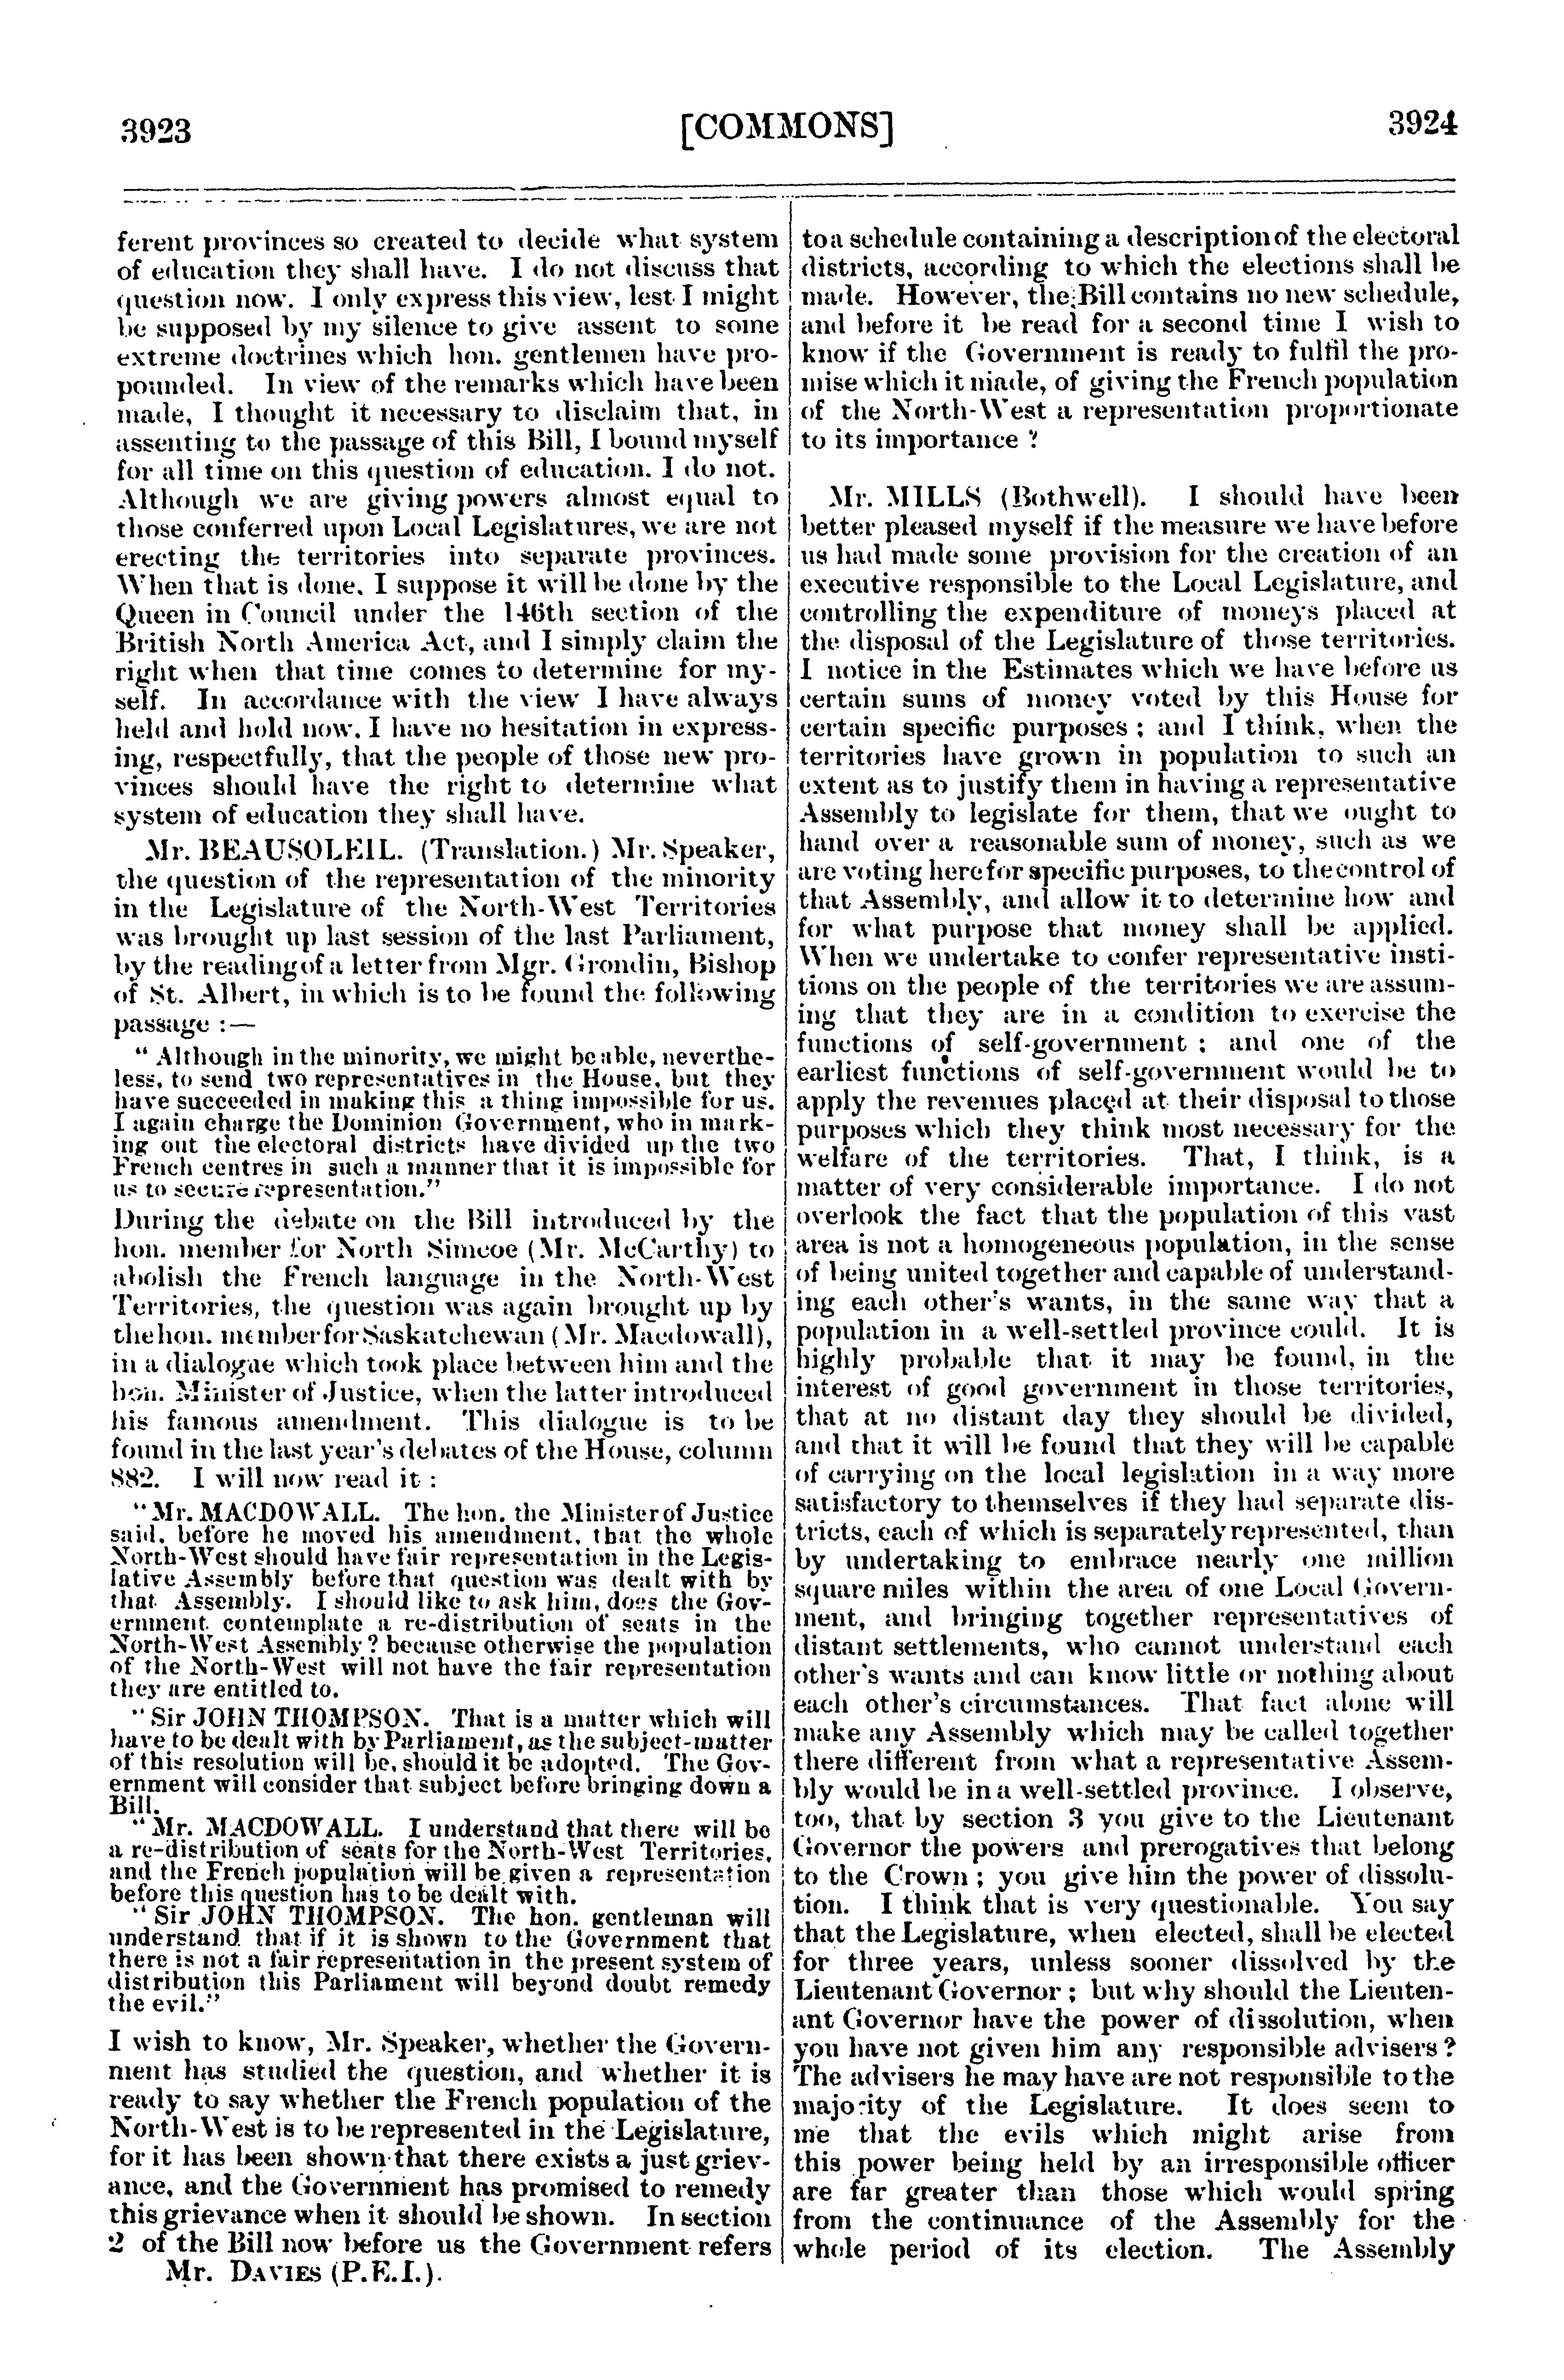 3923
[COMMONS]
3924
ferent provinces so created to decide what system
of education they shall have. I do not discuss that
question now. I only express this view, lest I might
be supposed by my silence to give assent to some
extreme doctrines which hon. gentlemen have pro-
pounded. In view of the remarks which have been
made, I thought it necessary to disclaim that, in
assenting to the passage of this Bill, I bound myself
for all time on this question of education. I do not.
Although we are giving powers almost equal to
those conferred upon Local Legislatures, we are not
erecting the territories into separate provinces.
When that is done, I suppose it will be done by the
Queen in Council under the 146th section of the
British North America Act, and I simply claim the
right when that time comes to determine for my-
self. In accordance with the view I have always
held and hold now, I have no hesitation in express-
ing, respectfully, that the people of those new pro-
vinces should have the right to determine what
system of education they shall have.
Mr. BEAUSOLEIL. (Translation.) Mr. Speaker,
the question of the representation of the minority
in the Legislature of the North-West Territories
was brought up last session of the last Parliament,
by the reading of a letter from Mgr. Grondin, Bishop
of St. Albert, in which is to be found the following
passage :—
" Although in the minority, we might be able, neverthe-
less, to send two representatives in the House, but they
have succeeded in making this a thing impossible for us.
I again charge the Dominion Government, who in mark-
ing out the electoral districts have divided up the two
French centres in such a manner that it is impossible for
us to secure representation."
During the debate on the Bill introduced by the
hon. member for North Simcoe (Mr. McCarthy) to
abolish the French language in the North-West
Territories, the question was again brought up by
the hon. member for Saskatchewan (Mr. Macdowall),
in a dialogue which took place between him and the
hon. Minister of Justice, when the latter introduced
his famous amendment. This dialogue is to be
found in the last year's debates of the House, column
882. I will now read it :
"Mr. MACDOWALL. The hon. the Minister of Justice
said, before he moved his amendment, that the whole
North-West should have fair representation in the Legis-
lative Assembly before that question was dealt with by
that Assembly. I should like to ask him, does the Gov-
ernment contemplate a re-distribution of seats in the
North-West Assembly? because otherwise the population
of the North-West will not have the fair representation
they are entitled to.
"Sir JOHN THOMPSON. That is a matter which will
have to be dealt with by Parliament, as the subject-matter
of this resolution will be, should it be adopted. The Gov-
ernment will consider that subject before bringing down a
Bill.
"Mr. MACDOWALL. I understand that there will be
a re-distribution of seats for the North-West Territories,
and the French population will be given a representation
before this question has to be dealt with.
"Sir JOHN THOMPSON. The hon. gentleman will
understand that if it is shown to the Government that
there is not a fair representation in the present system of
distribution this Parliament will beyond doubt remedy
the evil."
I wish to know, Mr. Speaker, whether the Govern-
ment has studied the question, and whether it is
ready to say whether the French population of the
North-West is to be represented in the Legislature,
for it has been shown that there exists a just griev-
ance, and the Government has promised to remedy
this grievance when it should be shown. In section
2 of the Bill now before us the Government refers
Mr. DAVIES (P.E.I.).
to a schedule containing a description of the electoral
districts, according to which the elections shall be
made. However, the Bill contains no new schedule,
and before it be read for a second time I wish to
know if the Government is ready to fulfil the pro-
mise which it made, of giving the French population
of the North-West a representation proportionate
to its importance ?
Mr. MILLS (Bothwell). I should have been
better pleased myself if the measure we have before
us had made some provision for the creation of an
executive responsible to the Local Legislature, and
controlling the expenditure of moneys placed at
the disposal of the Legislature of those territories.
I notice in the Estimates which we have before us
certain sums of money voted by this House for
certain specific purposes ; and I think, when the
territories have grown in population to such an
extent as to justify them in having a representative
Assembly to legislate for them, that we ought to
hand over a reasonable sum of money, such as we
are voting here for specific purposes, to the control of
that Assembly, and allow it to determine how and
for what purpose that money shall be applied.
When we undertake to confer representative insti-
tions on the people of the territories we are assum-
ing that they are in a condition to exercise the
functions of self-government ; and one of the
earliest functions of self-government would be to
apply the revenues placed at their disposal to those
purposes which they think most necessary for the
welfare of the territories. That, I think, is a
matter of very considerable importance. I do not
overlook the fact that the population of this vast
area is not a homogeneous population, in the sense
of being united together and capable of understand-
ing each other's wants, in the same way that a
population in a well-settled province could. It is
highly probable that it may be found, in the
interest of good government in those territories,
that at no distant day they should be divided,
and that it will be found that they will be capable
of carrying on the local legislation in a way more
satisfactory to themselves if they had separate dis-
tricts, each of which is separately represented, than
by undertaking to embrace nearly one million
square miles within the area of one Local Govern-
ment, and bringing together representatives of
distant settlements, who cannot understand each
other's wants and can know little or nothing about
each other's circumstances. That fact alone will
make any Assembly which may be called together
there different from what a representative Assem-
bly would be in a well-settled province. I observe,
too, that by section 3 you give to the Lieutenant
Governor the powers and prerogatives that belong
to the Crown ; you give him the power of dissolu-
tion. I think that is very questionable. You say
that the Legislature, when elected, shall be elected
for three years, unless sooner dissolved by the
Lieutenant Governor ; but why should the Lieuten-
ant Governor have the power of dissolution, when
you have not given him any responsible advisers ?
The advisers he may have are not responsible to the
majority of the Legislature. It does seem to
me that the evils which might arise from
this power being held by an irresponsible officer
are far greater than those which would spring
from the continuance of the Assembly for the
whole period of its election. The Assembly